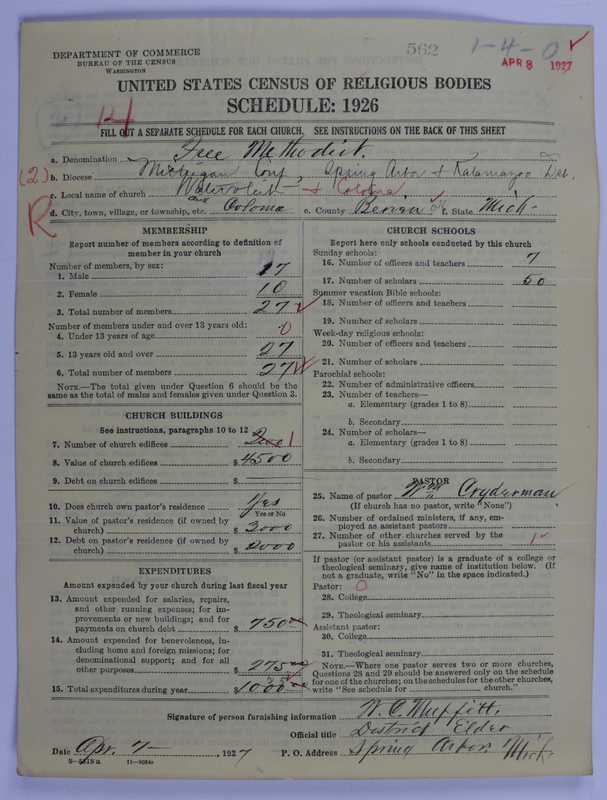 DEPARTMENT OF COMMERCE
BUREAU OF THE CENSUS
WASHINGTON
562
1-4-0
APR 8 1927
UNITED STATES CENSUS OF RELIGIOUS BODIES
SCHEDULE: 1926
14
FILL OUT A SEPARATE SCHEDULE FOR EACH CHURCH. SEE INSTRUCTIONS ON THE BACK OF THIS SHEET
a. Denomination Free Methodist.
(2) b. Diocese Michigan Conf, Spring Arbor & Kalamazoo Dst.
c. Local name of church Watervliet & Coloma
R
d. City, town, village, or township, etc. and Coloma e. County Berrien f. State Mich-
MEMBERSHIP
Report number of members according to definition of member in your church
Number of members, by sex:
1. Male 17
2. Female 10
3. Total number of members 27
Number of members under and over 13 years old:
4. Under 13 years of age 0
5. 13 years old and over 27
6. Total number of members 27
NOTE.—The total given under Question 6 should be the same as the total of males and females given under Question 3.
CHURCH BUILDINGS
See instructions, paragraphs 10 to 12
7. Number of church edifices 1
8. Value of church edifices $ 4500
9. Debt on church edifices $
10. Does church own pastor's residence Yes
Yes or No
11. Value of pastor's residence (if owned by church) $ 3000
12. Debt on pastor's residence (if owned by church) $ 2000
EXPENDITURES
Amount expended by your church during last fiscal year
13. Amount expended for salaries, repairs, and other running expenses; for improvements or new buildings; and for payments on church debt $ 750
14. Amount expended for benevolences, including home and foreign missions; for denominational support; and for all other purposes $ 275
15. Total expenditures during year $
CHURCH SCHOOLS
Report here only schools conducted by this church
Sunday schools:
16. Number of officers and teachers 7
17. Number of scholars 50
Summer vacation Bible schools:
18. Number of officers and teachers
19. Number of scholars
Week-day religious schools:
20. Number of officers and teachers
21. Number of scholars
Parochial schools:
22. Number of administrative officers
23. Number of teachers—
a. Elementary (grades 1 to 8)
b. Secondary
24. Number of scholars—
a. Elementary (grades 1 to 8)
b. Secondary
PASTOR
25. Name of pastor Wm Cryderman
(If church has no pastor, write "None")
26. Number of ordained ministers, if any, employed as assistant pastors
27. Number of other churches served by the pastor or his assistants 1
If pastor (or assistant pastor) is a graduate of a college or theological seminary, give name of institution below. (If not a graduate, write "No" in the space indicated.)
Pastor: 0
28. College
29. Theological seminary
Assistant pastor:
30. College
31. Theological seminary
NOTE.—Where one pastor serves two or more churches, Questions 28 and 29 should be answered only on the schedule for one of the churches; on the schedules for the other churches, write "See schedule for church."
Signature of person furnishing information W. C. Muffitt.
Official title District Elder
Date Apr. 7— , 1927 P. O. Address Spring Arbor, Mich
11-9034c